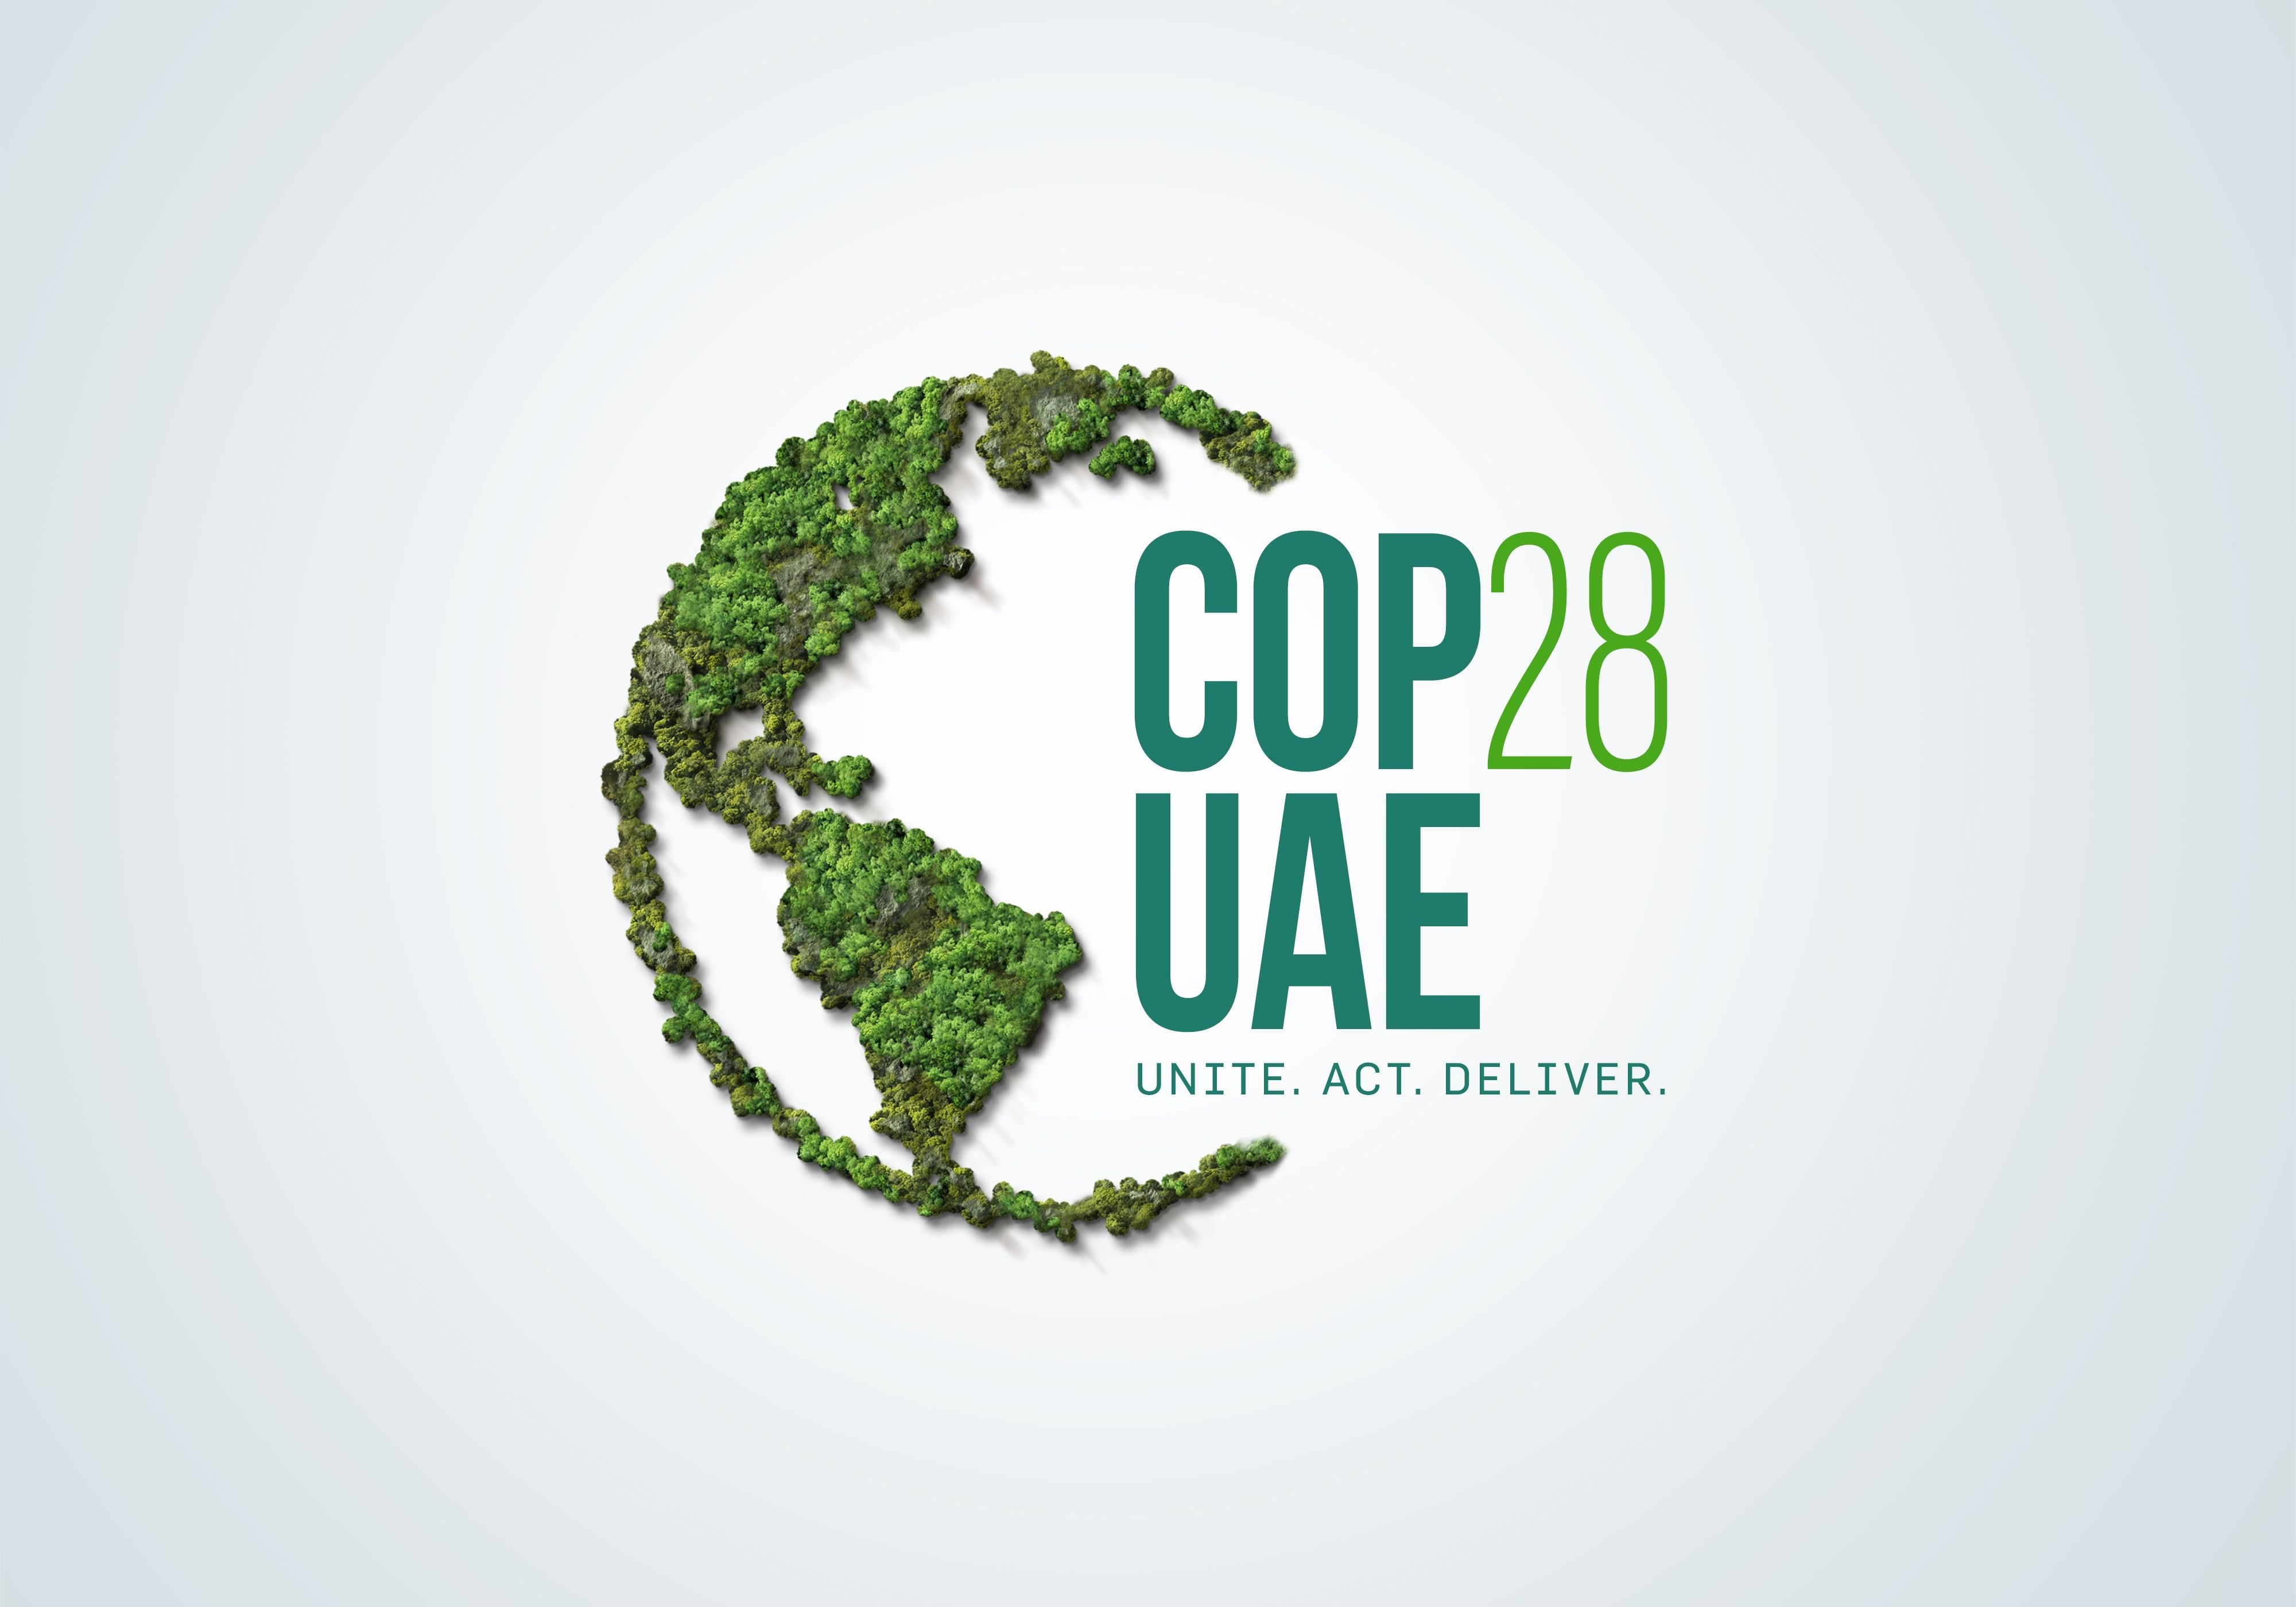 COP28
UAE
UNITE. ACT. DELIVER.